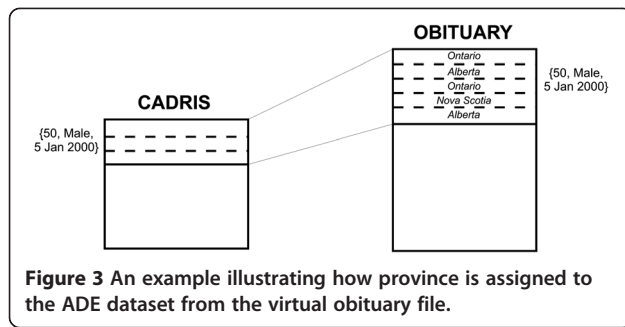 OBITUARY
CADRIS
{50, Male,
5 Jan 2000}
Ontario
Alberta
Ontario
Nova Scotia
Alberta
{50, Male,
5 Jan 2000}
Figure 3 An example illustrating how province is assigned to
the ADE dataset from the virtual obituary file.